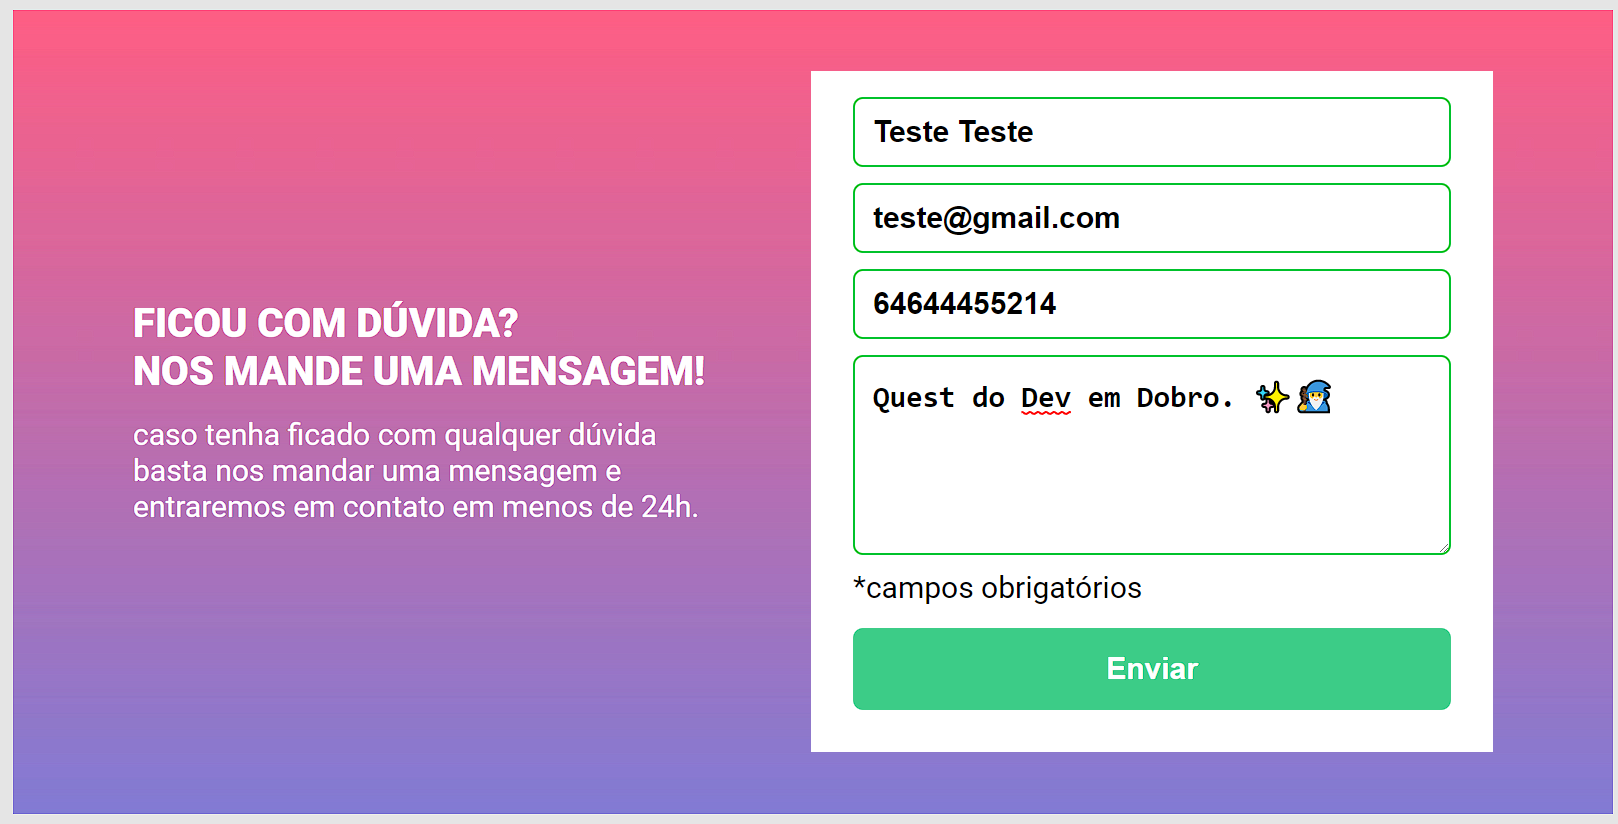 FICOU COM DÚVIDA?
NOS MANDE UMA MENSAGEM!
caso tenha ficado com qualquer dúvida
basta nos mandar uma mensagem e
entraremos em contato em menos de 24h.
Teste Teste
teste@gmail.com
64644455214
Quest do Dev em Dobro. ✨🧙‍♂️
*campos obrigatórios
Enviar